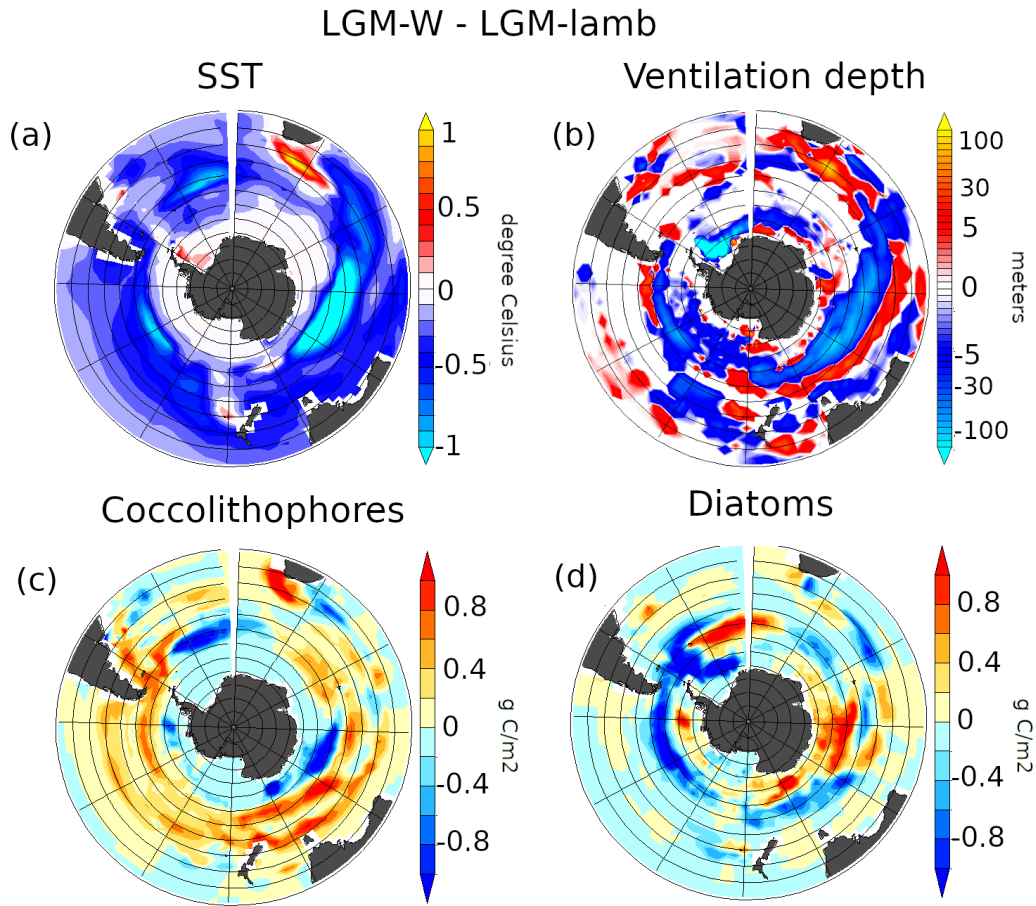 LGM-W - LGM-lamb
SST
Ventilation depth
(a)
1
0.5
0
-0.5
-1
degree Celsius
(b)
100
30
5
0
-5
-30
-100
meters
Coccolithophores
Diatoms
(c)
0.8
0.4
0
-0.4
-0.8
g C/m2
(d)
0.8
0.4
0
-0.4
-0.8
g C/m2